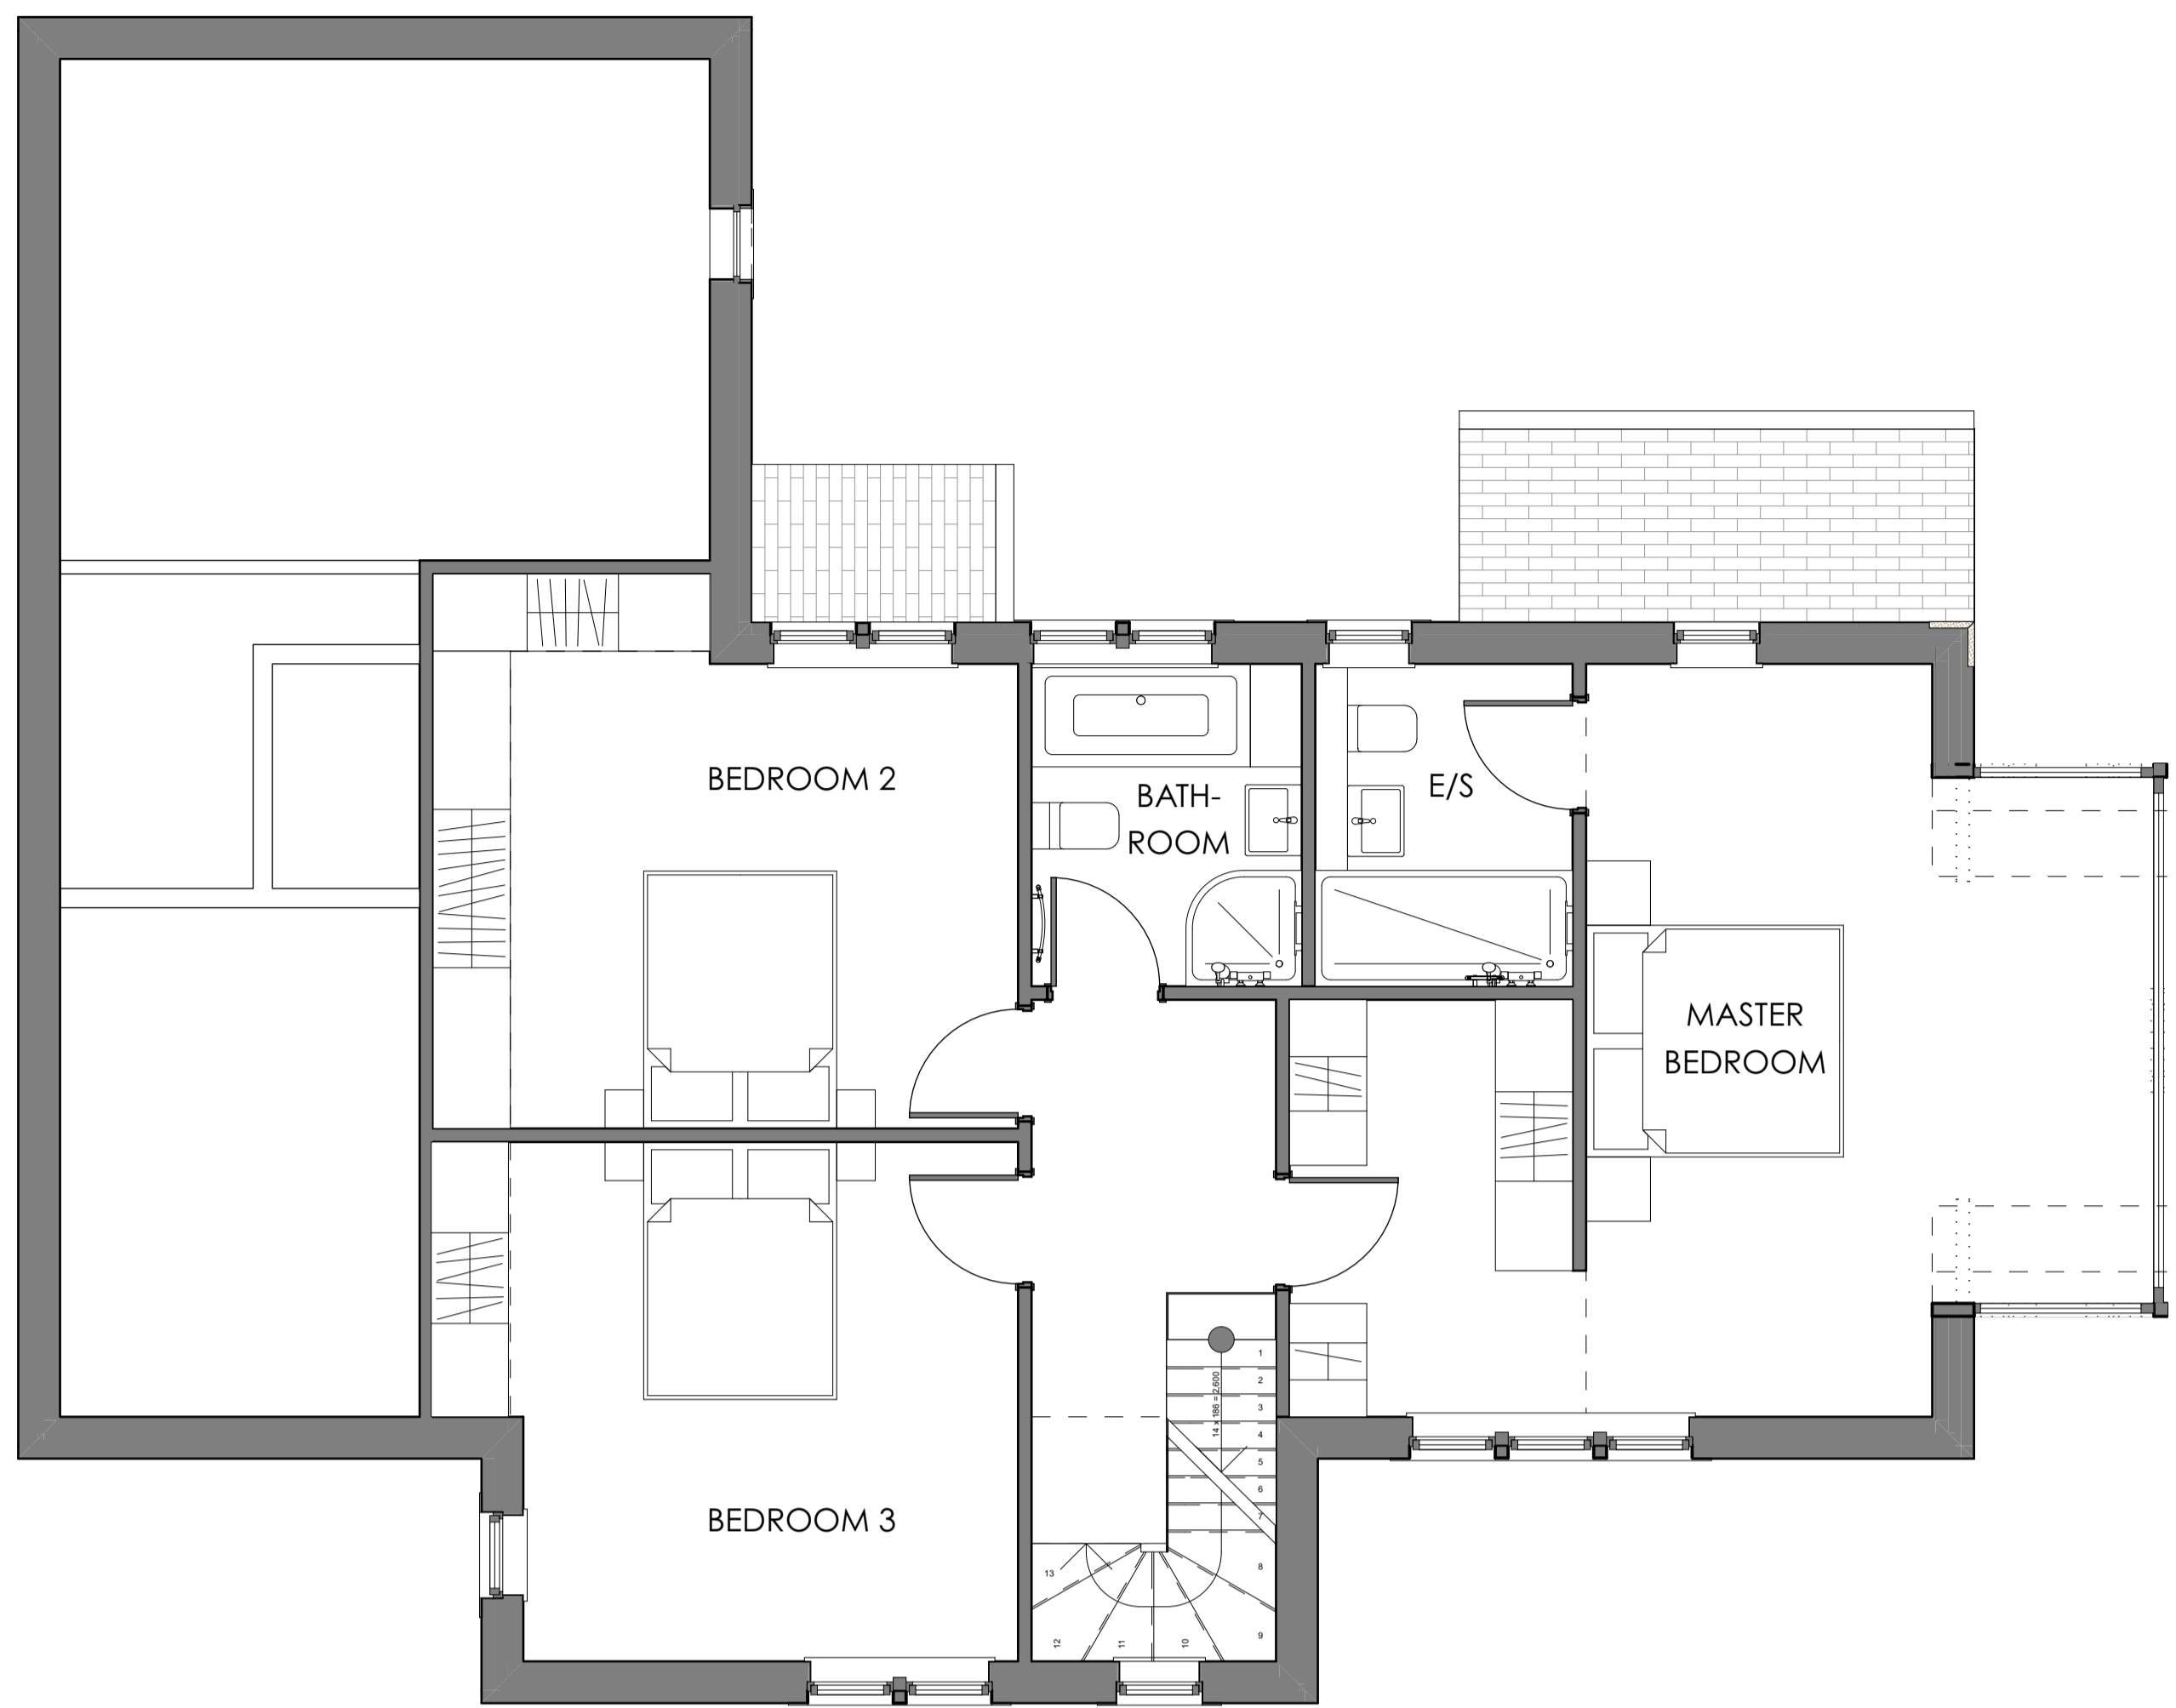 BEDROOM 2
BATH-
ROOM
E/S
MASTER
BEDROOM
BEDROOM 3
14 x 186 = 2,600
1
2
3
4
5
6
7
8
9
10
11
12
13